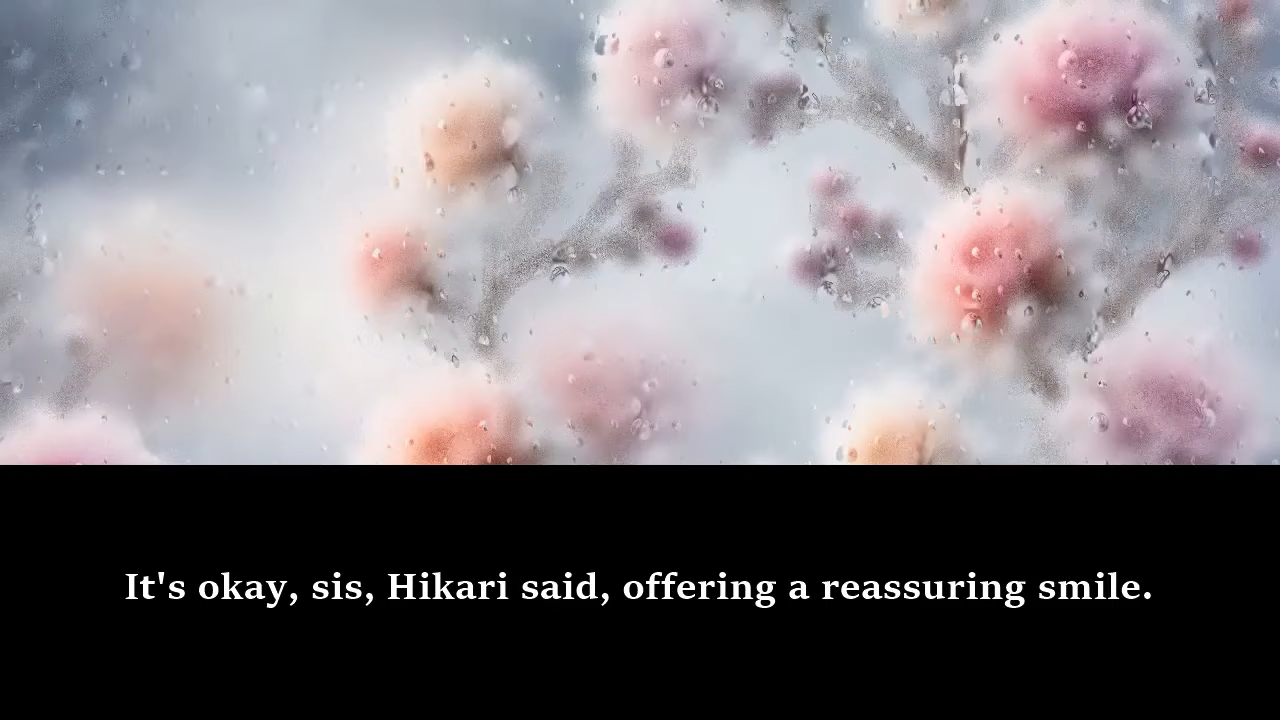 It's okay, sis, Hikari said, offering a reassuring smile.